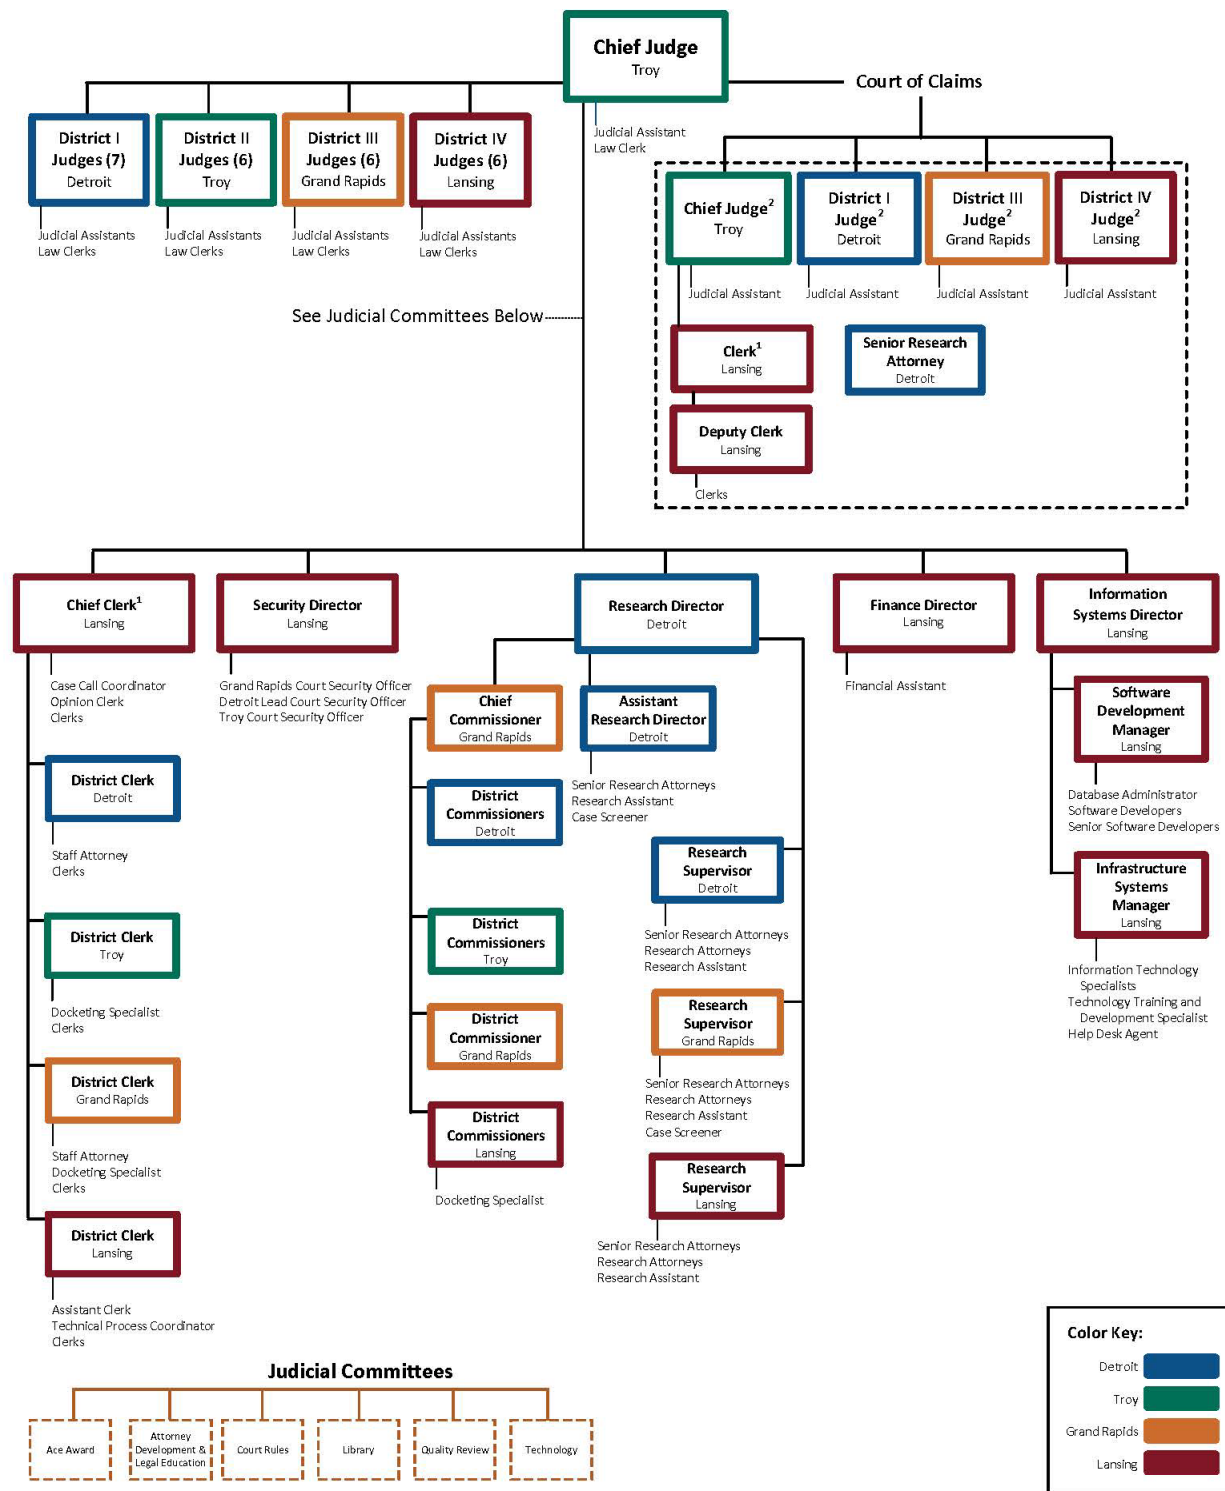 Chief Judge
Troy
Court of Claims
Judicial Assistant
Law Clerk
District I
Judges (7)
Detroit
District II
Judges (6)
Troy
District III
Judges (6)
Grand Rapids
District IV
Judges (6)
Lansing
Judicial Assistants
Law Clerks
Judicial Assistants
Law Clerks
Judicial Assistants
Law Clerks
Judicial Assistants
Law Clerks
Chief Judge²
Troy
District I
Judge²
Detroit
District III
Judge²
Grand Rapids
District IV
Judge²
Lansing
Judicial Assistant
Judicial Assistant
Judicial Assistant
Judicial Assistant
See Judicial Committees Below
Clerk¹
Lansing
Senior Research
Attorney
Detroit
Deputy Clerk
Lansing
Clerks
Chief Clerk¹
Lansing
Security Director
Lansing
Research Director
Detroit
Finance Director
Lansing
Information
Systems Director
Lansing
Case Call Coordinator
Opinion Clerk
Clerks
Grand Rapids Court Security Officer
Detroit Lead Court Security Officer
Troy Court Security Officer
Financial Assistant
District Clerk
Detroit
Staff Attorney
Clerks
District Clerk
Troy
Docketing Specialist
Clerks
District Clerk
Grand Rapids
Staff Attorney
Docketing Specialist
Clerks
District Clerk
Lansing
Assistant Clerk
Technical Process Coordinator
Clerks
Chief
Commissioner
Grand Rapids
District
Commissioners
Detroit
District
Commissioners
Troy
District
Commissioner
Grand Rapids
District
Commissioners
Lansing
Docketing Specialist
Assistant
Research Director
Detroit
Senior Research Attorneys
Research Assistant
Case Screener
Research
Supervisor
Detroit
Senior Research Attorneys
Research Attorneys
Research Assistant
Research
Supervisor
Grand Rapids
Senior Research Attorneys
Research Attorneys
Research Assistant
Case Screener
Research
Supervisor
Lansing
Senior Research Attorneys
Research Attorneys
Research Assistant
Software
Development
Manager
Lansing
Database Administrator
Software Developers
Senior Software Developers
Infrastructure
Systems
Manager
Lansing
Information Technology
Specialists
Technology Training and
Development Specialist
Help Desk Agent
Judicial Committees
Ace Award
Attorney
Development &
Legal Education
Court Rules
Library
Quality Review
Technology
Color Key:
Detroit
Troy
Grand Rapids
Lansing